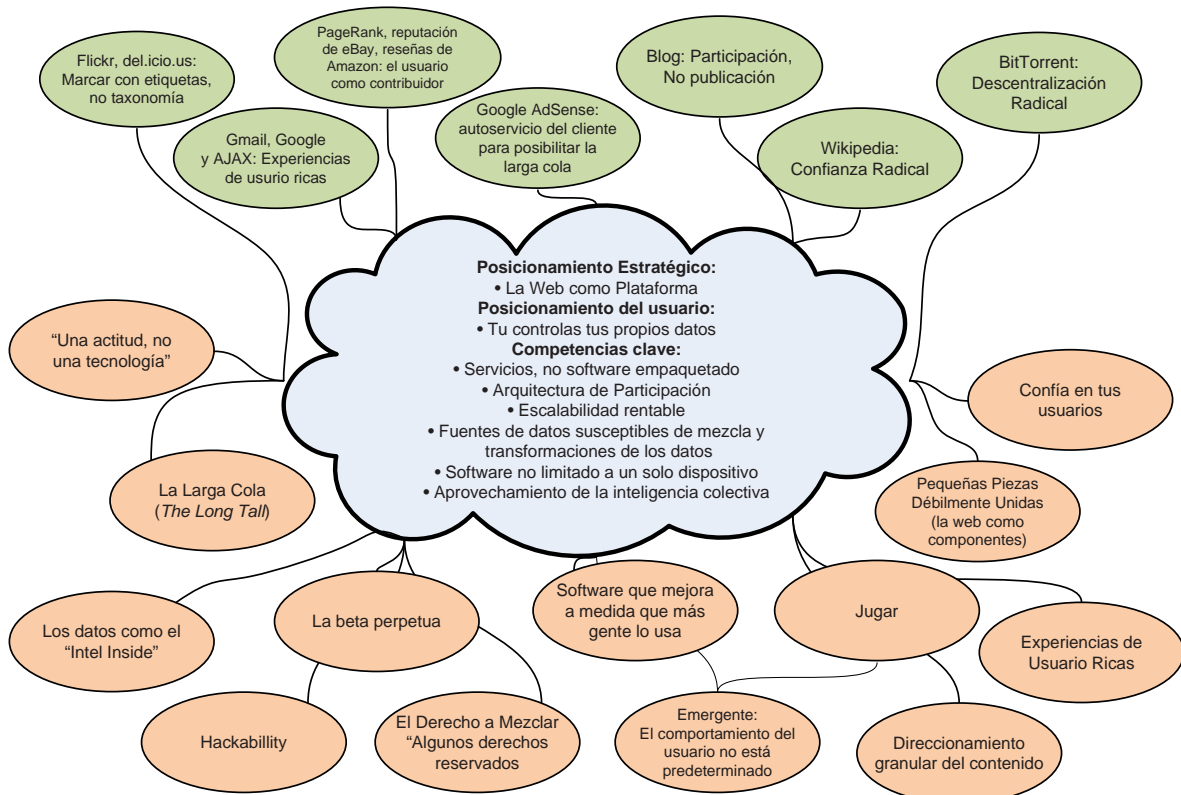 Flickr, del.icio.us:
Marcar con etiquetas,
no taxonomía
PageRank, reputación
de eBay, reseñas de
Amazon: el usuario
como contribuidor
Blog: Participación,
No publicación
BitTorrent:
Descentralización
Radical
Gmail, Google
y AJAX: Experiencias
de usurio ricas
Google AdSense:
autoservicio del cliente
para posibilitar la
larga cola
Wikipedia:
Confianza Radical
Posicionamiento Estratégico:
• La Web como Plataforma
Posicionamiento del usuario:
• Tu controlas tus propios datos
Competencias clave:
• Servicios, no software empaquetado
• Arquitectura de Participación
• Escalabilidad rentable
• Fuentes de datos susceptibles de mezcla y
transformaciones de los datos
• Software no limitado a un solo dispositivo
• Aprovechamiento de la inteligencia colectiva
“Una actitud, no
una tecnología”
Confía en tus
usuarios
La Larga Cola
(The Long Tall)
Pequeñas Piezas
Débilmente Unidas
(la web como
componentes)
Los datos como el
“Intel Inside”
La beta perpetua
Software que mejora
a medida que más
gente lo usa
Jugar
Experiencias de
Usuario Ricas
Hackabillity
El Derecho a Mezclar
“Algunos derechos
reservados
Emergente:
El comportamiento del
usuario no está
predeterminado
Direccionamiento
granular del contenido